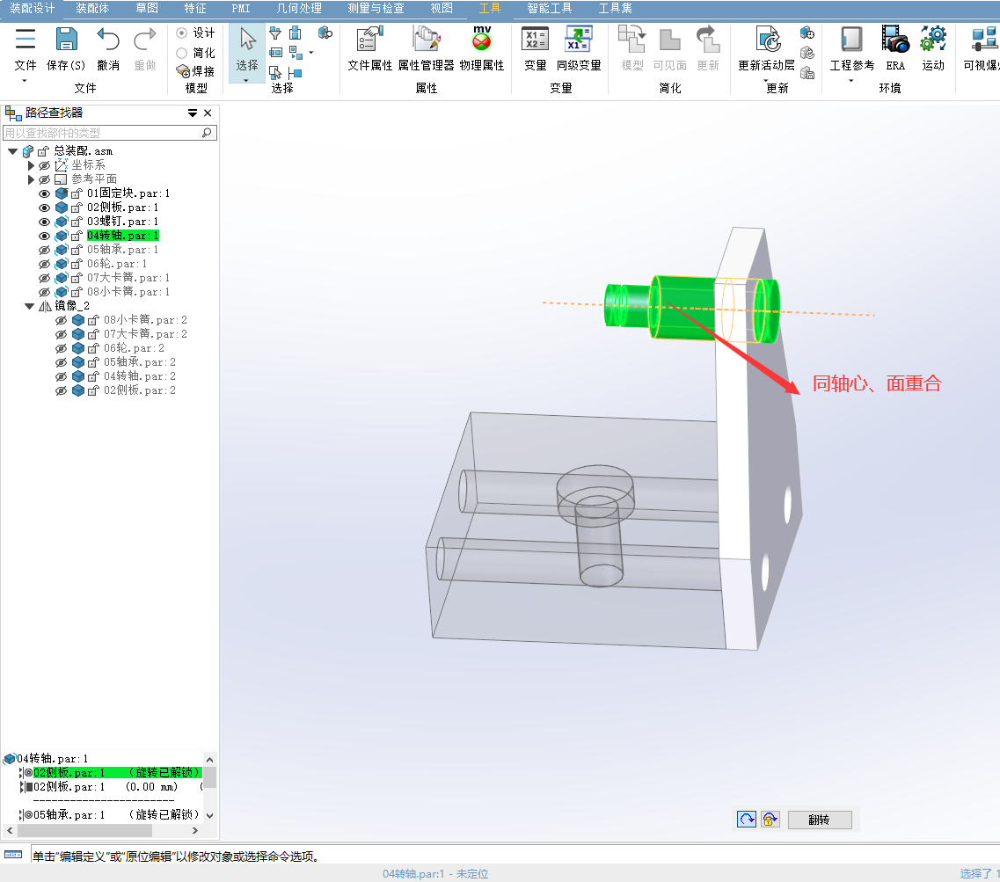 装配设计 装配体 草图 特征 PMI 几何处理 测量与检查 视图 工具 智能工具 工具集
文件 保存(S) 撤消 重做
设计
简化
焊接
选择
mv
X1=
X2=
X1=
文件属性 属性管理器 物理属性 变量 同级变量 模型 可见面 更新 更新活动层 工程参考 ERA 运动
文件 模型 选择 属性 变量 简化 更新 环境
路径查找器
用以查找部件的类型
总装配.asm
坐标系
参考平面
01固定块.par:1
02侧板.par:1
03螺钉.par:1
04转轴.par:1
05轴承.par:1
06轮.par:1
07大卡簧.par:1
08小卡簧.par:1
镜像_2
08小卡簧.par:2
07大卡簧.par:2
06轮.par:2
05轴承.par:2
04转轴.par:2
02侧板.par:2
同轴心、面重合
04转轴.par:1
02侧板.par:1 (旋转已解锁)
02侧板.par:1 (0.00 mm) (
05轴承.par:1 (旋转已解锁)
翻转
单击“编辑定义”或“原位编辑”以修改对象或选择命令选项。
04转轴.par:1 - 未定位
选择了 1